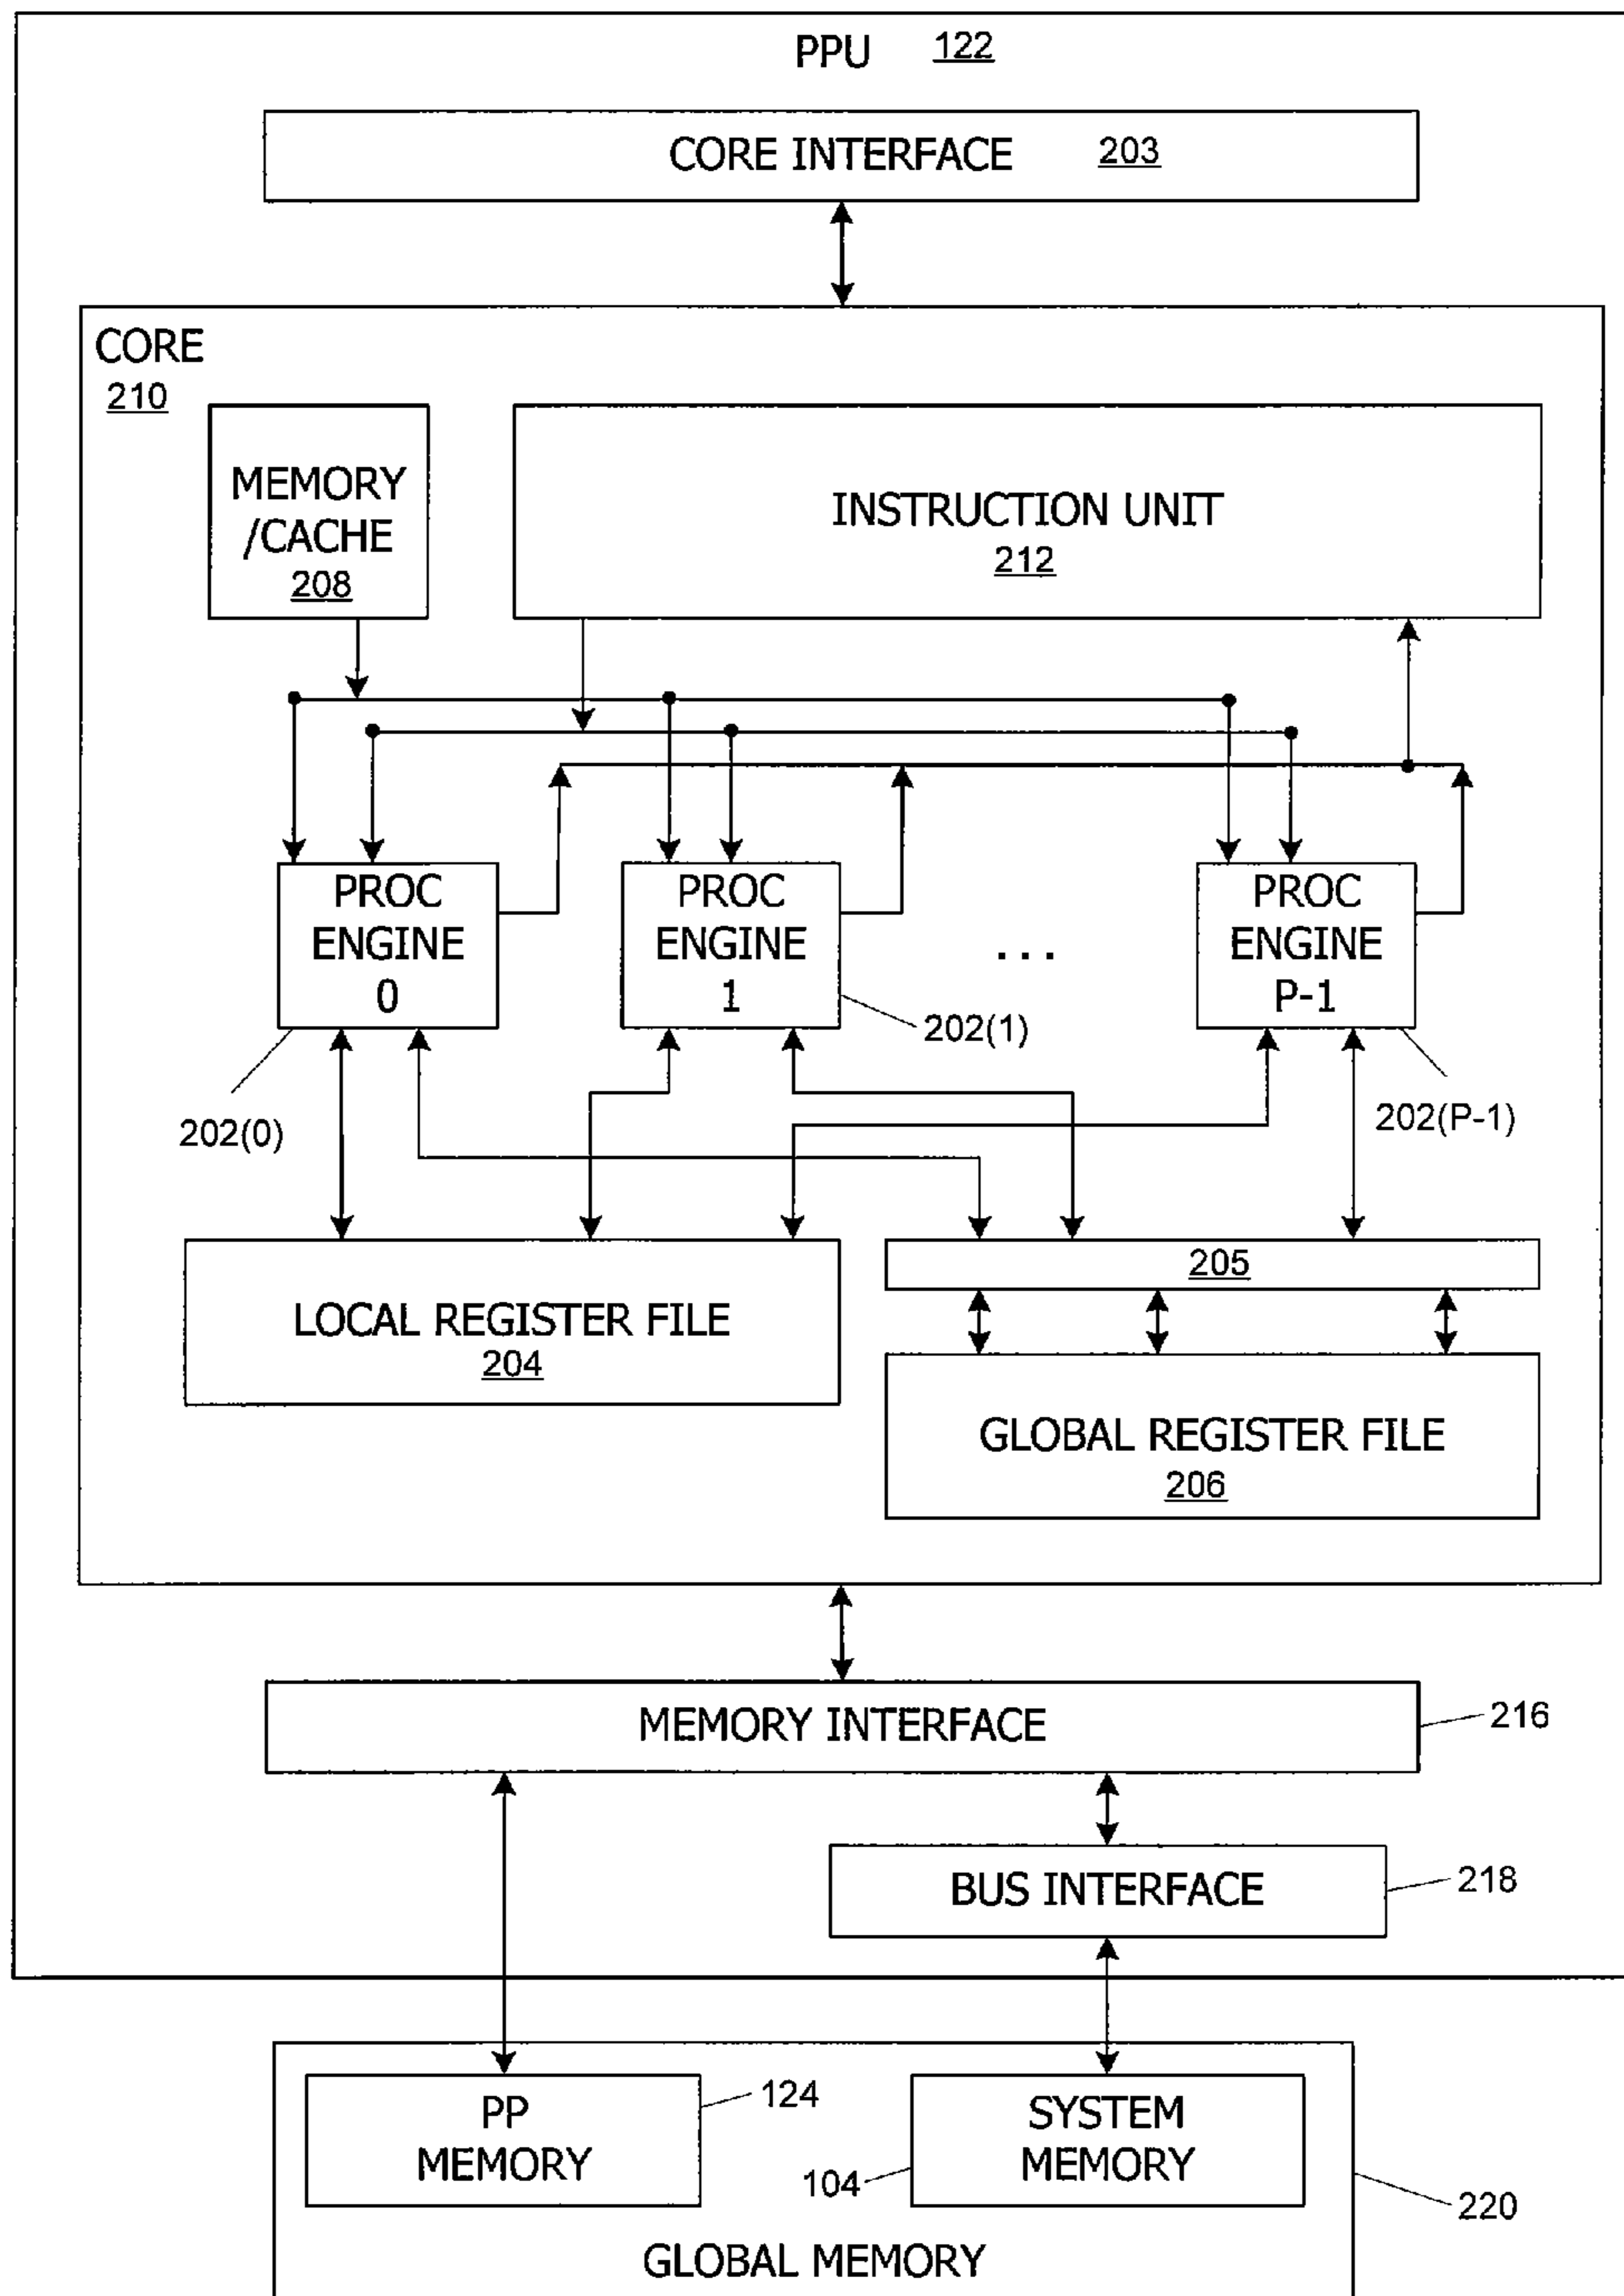 PPU 122
CORE INTERFACE 203
CORE
210
MEMORY
/CACHE
208
INSTRUCTION UNIT
212
PROC
ENGINE
0
PROC
ENGINE
1
...
PROC
ENGINE
P-1
202(0)
202(1)
202(P-1)
LOCAL REGISTER FILE
204
205
GLOBAL REGISTER FILE
206
MEMORY INTERFACE
216
BUS INTERFACE
218
PP
MEMORY
124
SYSTEM
MEMORY
104
220
GLOBAL MEMORY